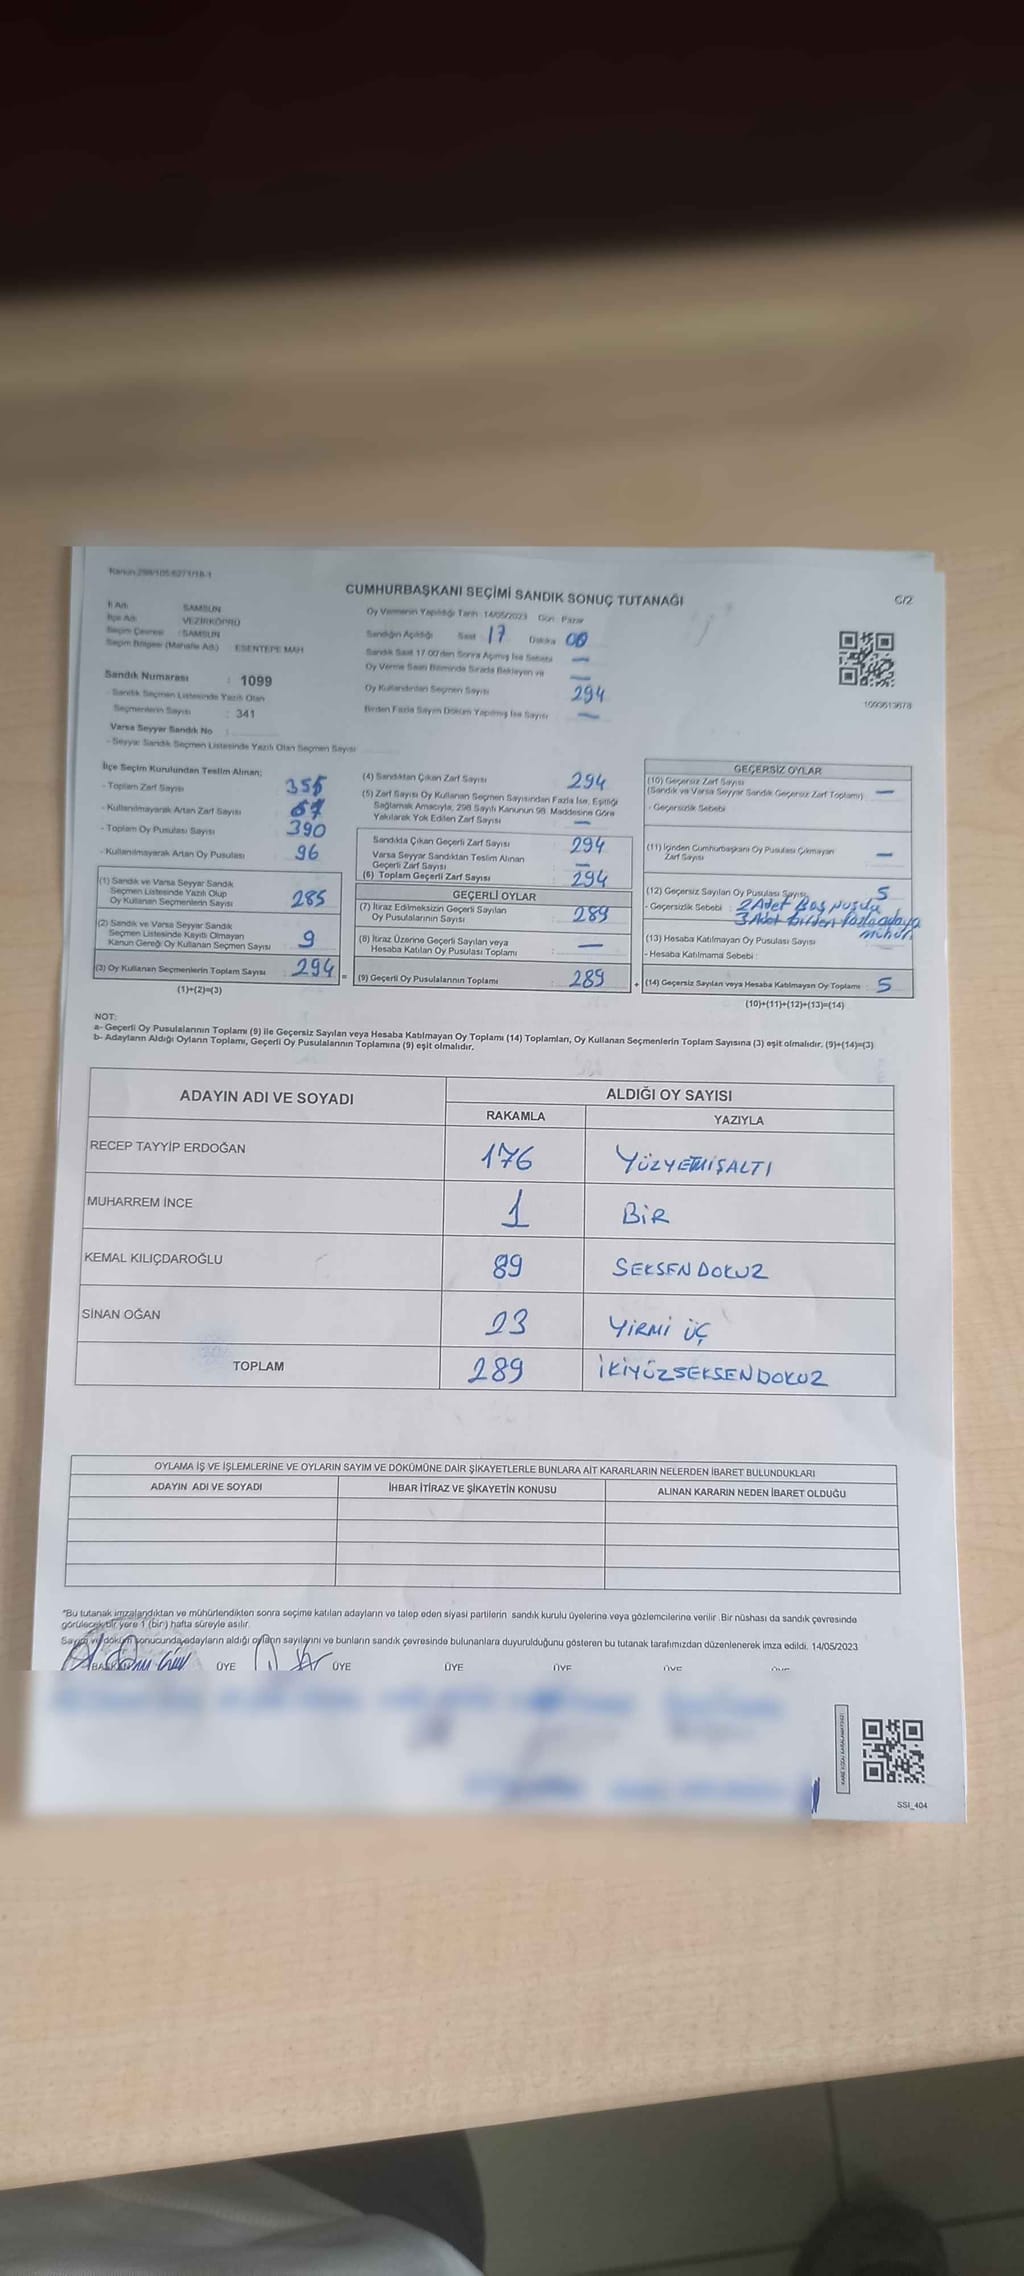 Kanun 298/105-6271/18-1
CUMHURBAŞKANI SEÇİMİ SANDIK SONUÇ TUTANAĞI
C/2
İl Adı SAMSUN
İlçe Adı VEZİRKÖPRÜ
Seçim Çevresi : SAMSUN
Seçim Bölgesi (Mahalle Adı) ESENTEPE MAH
Sandık Numarası : 1099
- Sandık Seçmen Listesinde Yazılı Olan
Seçmenlerin Sayısı : 341
Varsa Seyyar Sandık No :
- Seyyar Sandık Seçmen Listesinde Yazılı Olan Seçmen Sayısı
Oy Vermenin Yapıldığı Tarih : 14/05/2023 Gün : Pazar
Sandığın Açıldığı Saat 17 Dakika 00
Sandık Saat 17.00'den Sonra Açılmış İse Sebebi —
Oy Verme Saati Bitiminde Sırada Bekleyen ve —
Oy Kullandırılan Seçmen Sayısı 294
Birden Fazla Sayım Döküm Yapılmış İse Sayısı —
1093613678
İlçe Seçim Kurulundan Teslim Alınan:
- Toplam Zarf Sayısı 355
- Kullanılmayarak Artan Zarf Sayısı
- Toplam Oy Pusulası Sayısı 390
- Kullanılmayarak Artan Oy Pusulası 96
(1) Sandık ve Varsa Seyyar Sandık
Seçmen Listesinde Yazılı Olup
Oy Kullanan Seçmenlerin Sayısı 285
(2) Sandık ve Varsa Seyyar Sandık
Seçmen Listesinde Kayıtlı Olmayan
Kanun Gereği Oy Kullanan Seçmen Sayısı 9
(3) Oy Kullanan Seçmenlerin Toplam Sayısı : 294 =
(1)+(2)=(3)
(4) Sandıktan Çıkan Zarf Sayısı 294
(5) Zarf Sayısı Oy Kullanan Seçmen Sayısından Fazla İse, Eşitliği
Sağlamak Amacıyla, 298 Sayılı Kanunun 98. Maddesine Göre
Yakılarak Yok Edilen Zarf Sayısı —
Sandıkta Çıkan Geçerli Zarf Sayısı 294
Varsa Seyyar Sandıktan Teslim Alınan
Geçerli Zarf Sayısı —
(6) Toplam Geçerli Zarf Sayısı 294
GEÇERLİ OYLAR
(7) İtiraz Edilmeksizin Geçerli Sayılan
Oy Pusulalarının Sayısı 289
(8) İtiraz Üzerine Geçerli Sayılan veya
Hesaba Katılan Oy Pusulası Toplamı : —
(9) Geçerli Oy Pusulalarının Toplamı : 289 +
GEÇERSİZ OYLAR
(10) Geçersiz Zarf Sayısı
(Sandık ve Varsa Seyyar Sandık Geçersiz Zarf Toplamı) —
- Geçersizlik Sebebi
(11) İçinden Cumhurbaşkanı Oy Pusulası Çıkmayan
Zarf Sayısı —
(12) Geçersiz Sayılan Oy Pusulası Sayısı 5
- Geçersizlik Sebebi : 2 Adet Boş pusula
3 Adet birden fazla adaya
mühür
(13) Hesaba Katılmayan Oy Pusulası Sayısı
- Hesaba Katılmama Sebebi :
(14) Geçersiz Sayılan veya Hesaba Katılmayan Oy Toplamı : 5
(10)+(11)+(12)+(13)=(14)
NOT:
a- Geçerli Oy Pusulalarının Toplamı (9) ile Geçersiz Sayılan veya Hesaba Katılmayan Oy Toplamı (14) Toplamları, Oy Kullanan Seçmenlerin Toplam Sayısına (3) eşit olmalıdır. (9)+(14)=(3)
b- Adayların Aldığı Oyların Toplamı, Geçerli Oy Pusulalarının Toplamına (9) eşit olmalıdır.
ADAYIN ADI VE SOYADI ALDIĞI OY SAYISI
RAKAMLA YAZIYLA
RECEP TAYYİP ERDOĞAN 176 YÜZYETMİŞALTI
MUHARREM İNCE 1 BİR
KEMAL KILIÇDAROĞLU 89 SEKSENDOKUZ
SİNAN OĞAN 23 YİRMİ ÜÇ
TOPLAM 289 İKİYÜZSEKSENDOKUZ
OYLAMA İŞ VE İŞLEMLERİNE VE OYLARIN SAYIM VE DÖKÜMÜNE DAİR ŞİKAYETLERLE BUNLARA AİT KARARLARIN NELERDEN İBARET BULUNDUKLARI
ADAYIN ADI VE SOYADI İHBAR İTİRAZ VE ŞİKAYETİN KONUSU ALINAN KARARIN NEDEN İBARET OLDUĞU
*Bu tutanak imzalandıktan ve mühürlendikten sonra seçime katılan adayların ve talep eden siyasi partilerin sandık kurulu üyelerine veya gözlemcilerine verilir. Bir nüshası da sandık çevresinde
görülecek bir yere 1 (bir) hafta süreyle asılır.
Sayım ve döküm sonucunda, adayların aldığı oyların sayılarını ve bunların sandık çevresinde bulunanlara duyurulduğunu gösteren bu tutanak tarafımızdan düzenlenerek imza edildi. 14/05/2023
BAŞKAN ÜYE ÜYE ÜYE ÜYE ÜYE
SSI_404